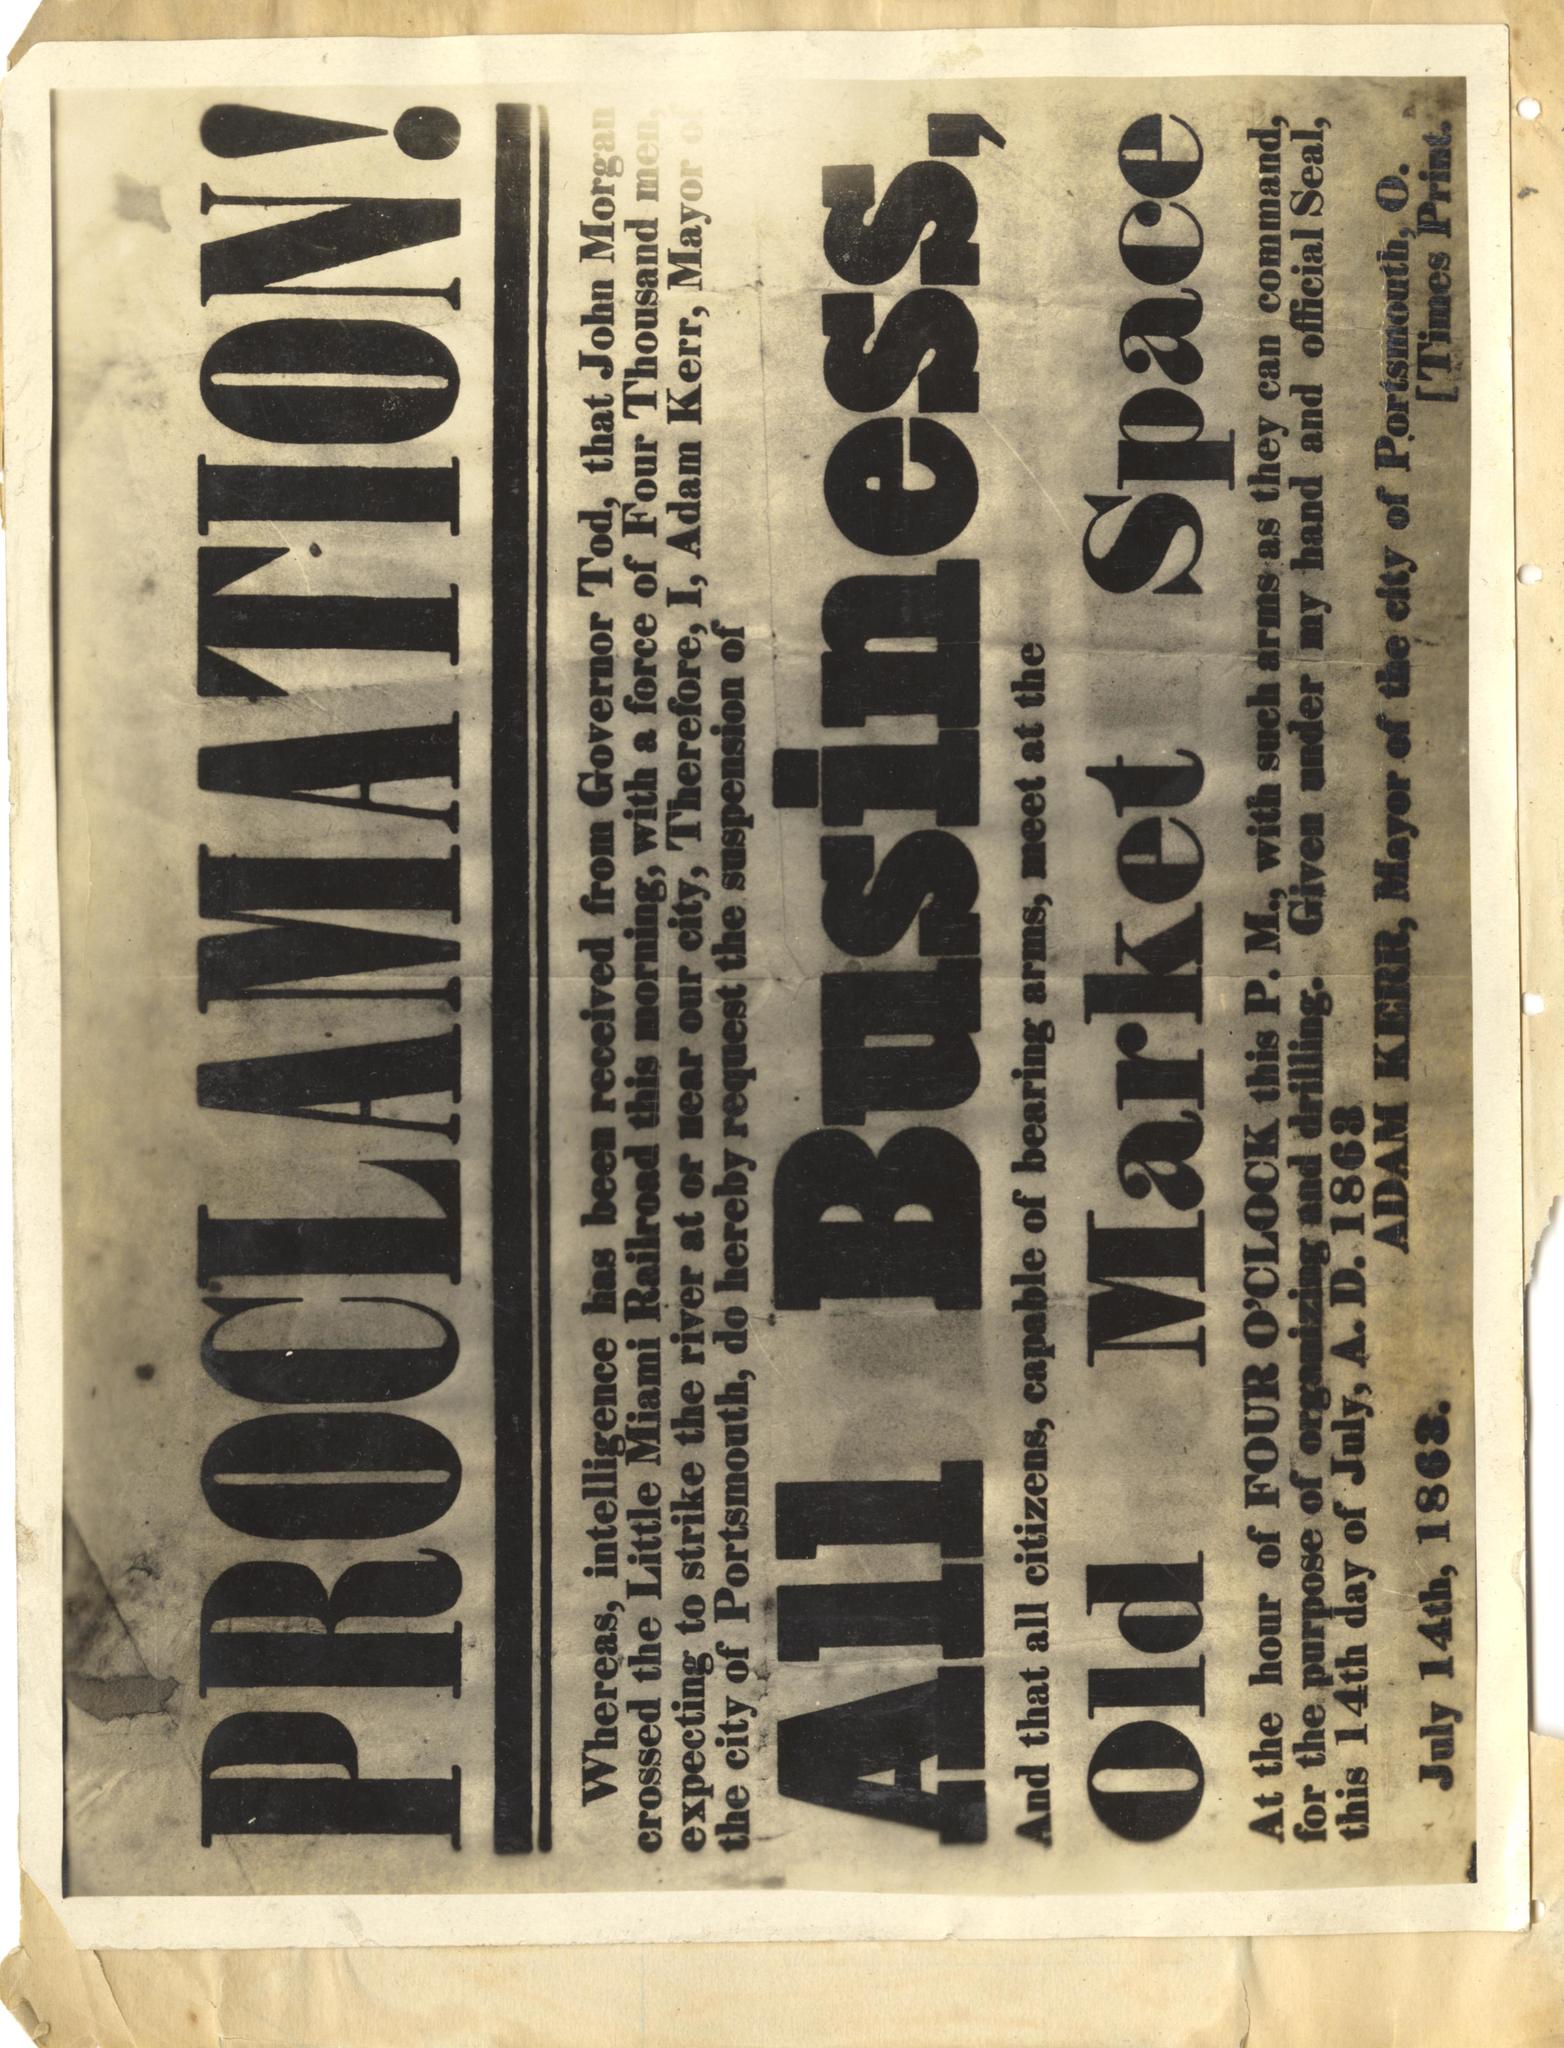 PROCLAMATION!
Whereas, intelligence has been received from Governor Tod, that John Morgan
crossed the Little Miami Railroad this morning, with a force of Four Thousand men,
expecting to strike the river at or near our city, Therefore, I, Adam Kerr, Mayor of
the city of Portsmouth, do hereby request the suspension of
All Business,
And that all citizens, capable of bearing arms, meet at the
Old Market Space
At the hour of FOUR O'CLOCK this P. M., with such arms as they can command,
for the purpose of organizing and drilling. Given under my hand and official Seal,
this 14th day of July, A. D. 1863
ADAM KERR, Mayor of the city of Portsmouth, O.
July 14th, 1863. [Times Print.